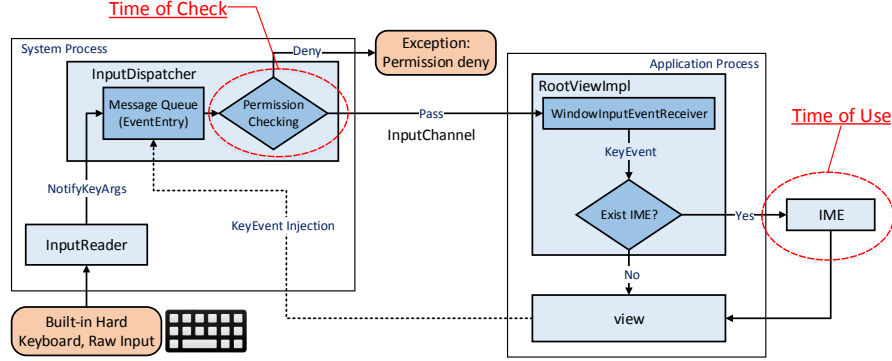 Time of Check
System Process
Deny
Exception:
Permission deny
Application Process
InputDispatcher
RootViewImpl
Message Queue
(EventEntry)
Permission
Checking
Pass
InputChannel
WindowInputEventReceiver
Time of Use
KeyEvent
NotifyKeyArgs
KeyEvent Injection
Exist IME?
Yes
IME
InputReader
No
Built-in Hard
Keyboard, Raw Input
view